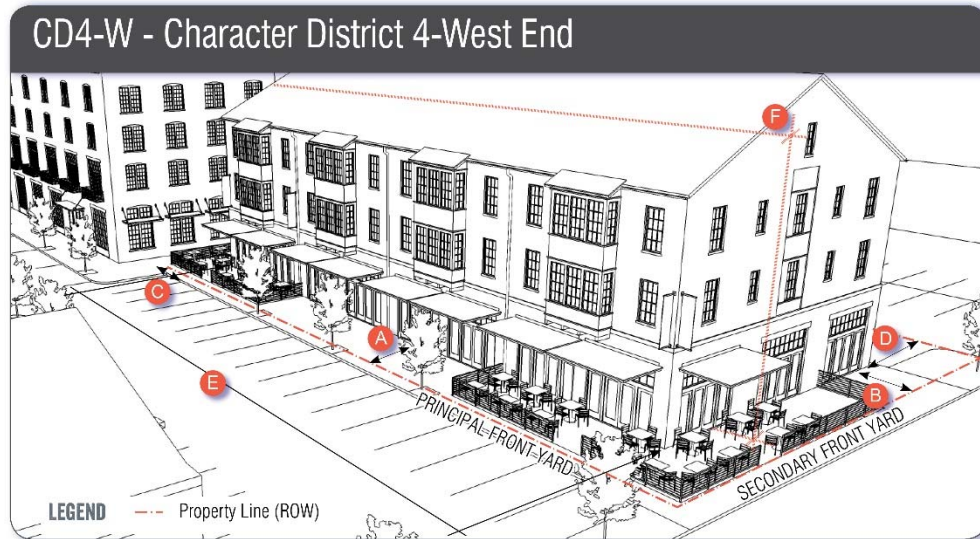 CD4-W - Character District 4-West End
F
C
A
D
E
B
PRINCIPAL FRONT YARD
SECONDARY FRONT YARD
LEGEND
Property Line (ROW)